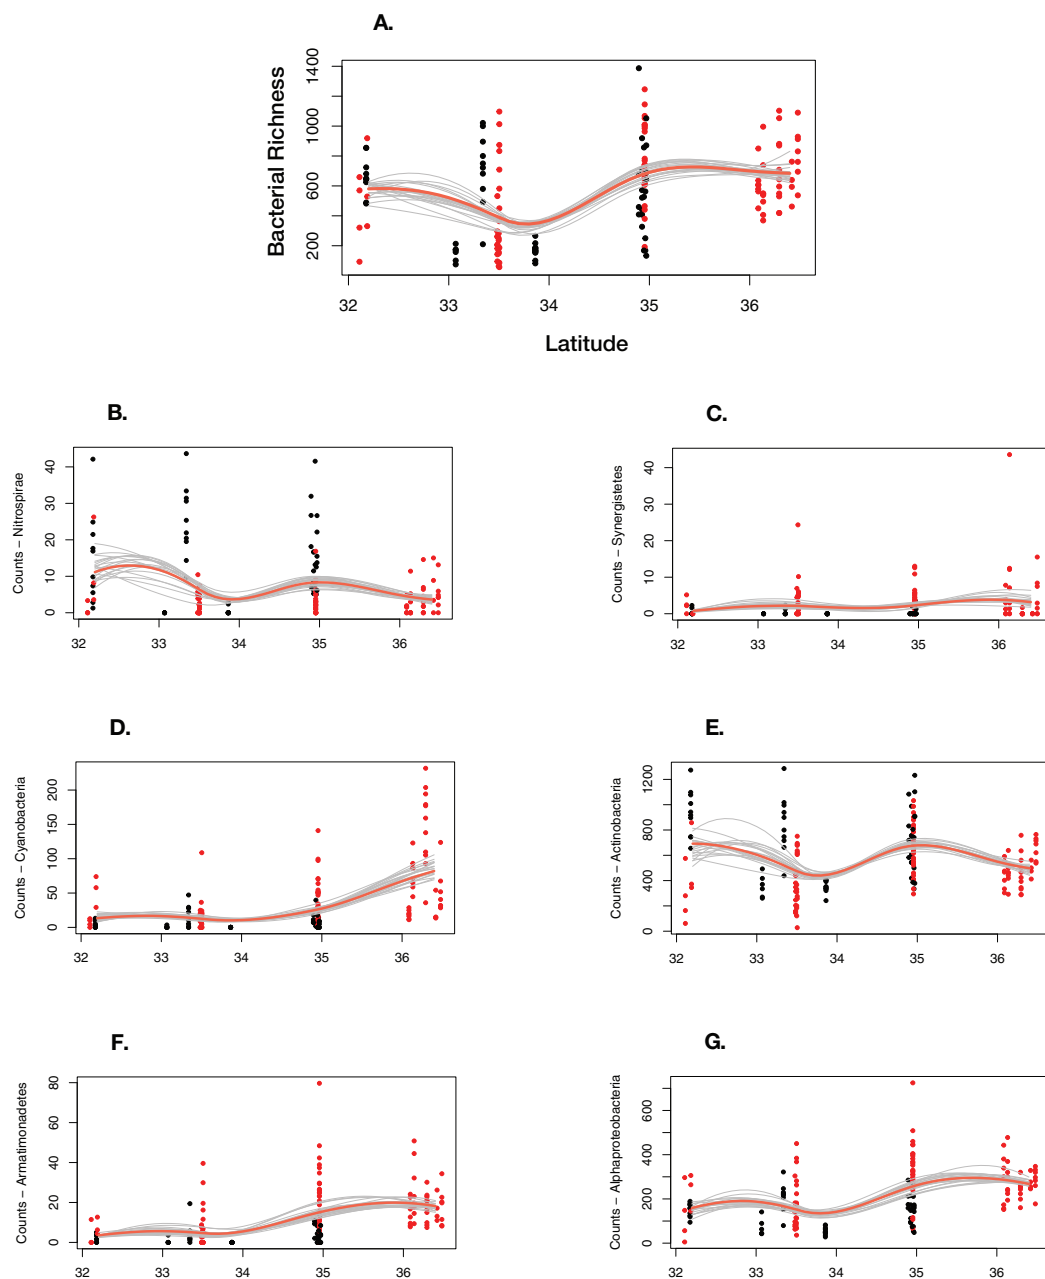 A.
Bacterial Richness
1400
1000
600
200
32 33 34 35 36
Latitude
B.
Counts – Nitrospirae
40
30
20
10
0
32 33 34 35 36
C.
Counts – Synergistetes
40
30
20
10
0
32 33 34 35 36
D.
Counts – Cyanobacteria
200
150
100
50
0
32 33 34 35 36
E.
Counts – Actinobacteria
1200
800
400
0
32 33 34 35 36
F.
Counts – Armatimonadetes
80
60
40
20
0
32 33 34 35 36
G.
Counts – Alphaproteobacteria
600
400
200
0
32 33 34 35 36